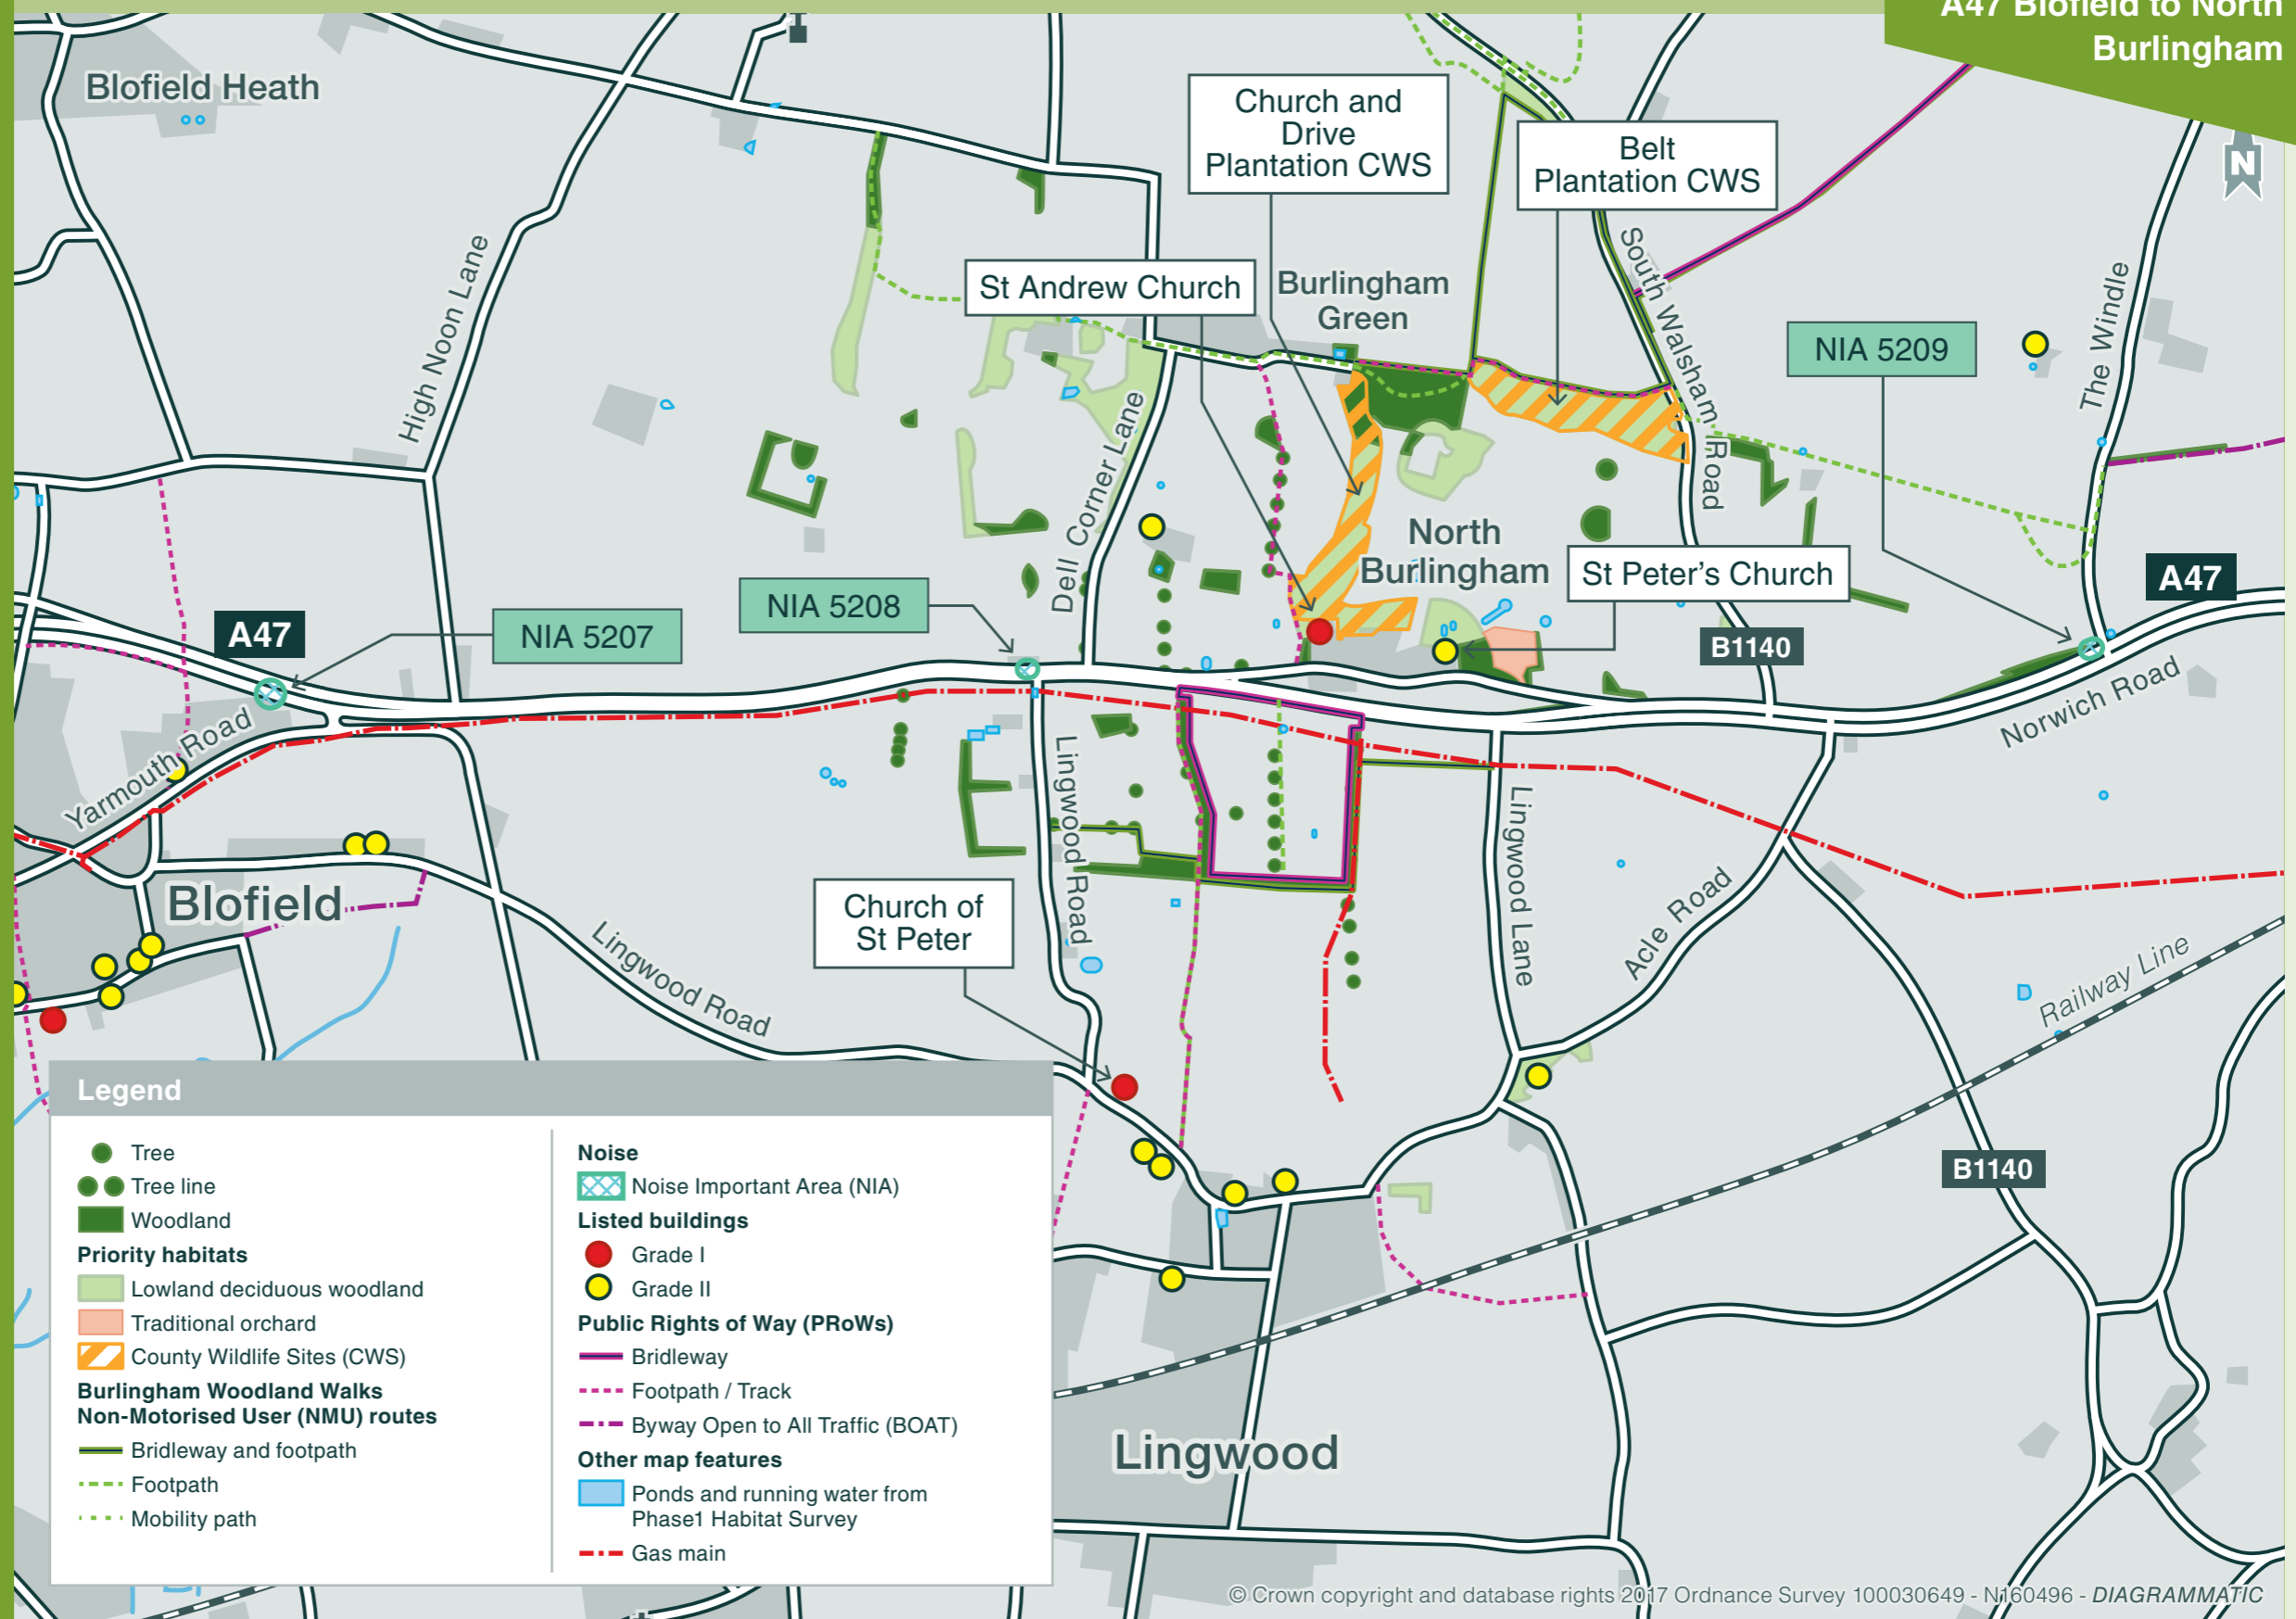 A47 Blofield to North
Burlingham
N
Blofield Heath
Church and
Drive
Plantation CWS
Belt
Plantation CWS
High Noon Lane
St Andrew Church
Burlingham
Green
South Walsham Road
NIA 5209
The Windle
Dell Corner Lane
North
Burlingham
St Peter's Church
A47
NIA 5208
NIA 5207
A47
B1140
Norwich Road
Yarmouth Road
Lingwood Road
Lingwood Lane
Acle Road
Blofield
Church of
St Peter
Lingwood Road
Railway Line
B1140
Lingwood
Legend
Tree
Tree line
Woodland
Priority habitats
Lowland deciduous woodland
Traditional orchard
County Wildlife Sites (CWS)
Burlingham Woodland Walks
Non-Motorised User (NMU) routes
Bridleway and footpath
Footpath
Mobility path
Noise
Noise Important Area (NIA)
Listed buildings
Grade I
Grade II
Public Rights of Way (PRoWs)
Bridleway
Footpath / Track
Byway Open to All Traffic (BOAT)
Other map features
Ponds and running water from
Phase1 Habitat Survey
Gas main
© Crown copyright and database rights 2017 Ordnance Survey 100030649 - N160496 - DIAGRAMMATIC